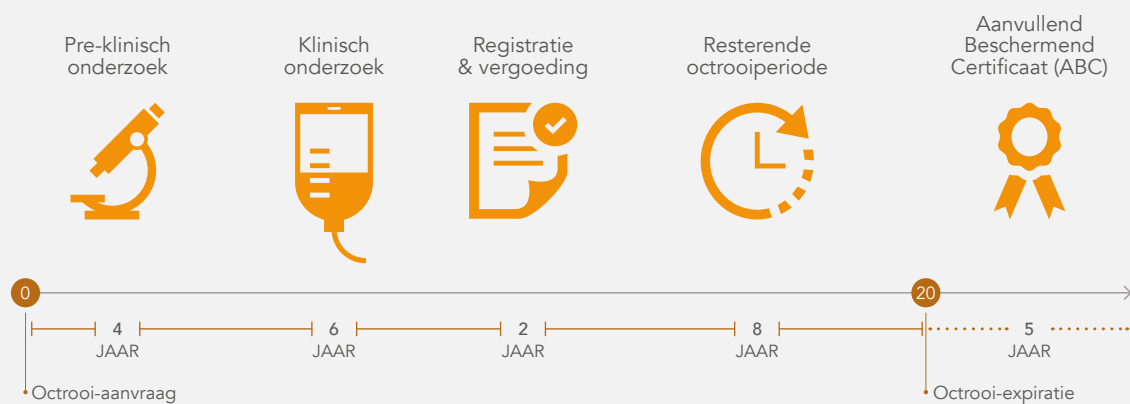 Pre-klinisch
onderzoek
Klinisch
onderzoek
Registratie
& vergoeding
Resterende
octrooiperiode
Aanvullend
Beschermend
Certificaat (ABC)
0
20
4
JAAR
6
JAAR
2
JAAR
8
JAAR
5
JAAR
Octrooi-aanvraag
Octrooi-expiratie